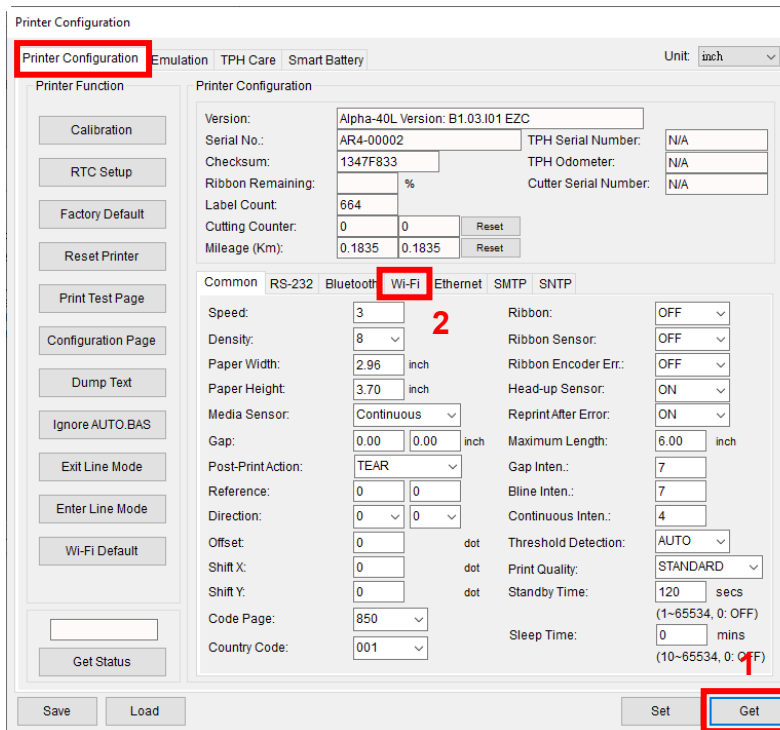 Printer Configuration
Printer Configuration Emulation TPH Care Smart Battery Unit: inch
Printer Function
Calibration
RTC Setup
Factory Default
Reset Printer
Print Test Page
Configuration Page
Dump Text
Ignore AUTO.BAS
Exit Line Mode
Enter Line Mode
Wi-Fi Default
Get Status
Printer Configuration
Version: Alpha-40L Version: B1.03.I01 EZC
Serial No.: AR4-00002 TPH Serial Number: N/A
Checksum: 1347F833 TPH Odometer: N/A
Ribbon Remaining: % Cutter Serial Number: N/A
Label Count: 664
Cutting Counter: 0 0 Reset
Mileage (Km): 0.1835 0.1835 Reset
Common RS-232 Bluetooth Wi-Fi Ethernet SMTP SNTP
2
Speed: 3 Ribbon: OFF
Density: 8 Ribbon Sensor: OFF
Paper Width: 2.96 inch Ribbon Encoder Err.: OFF
Paper Height: 3.70 inch Head-up Sensor: ON
Media Sensor: Continuous Reprint After Error: ON
Gap: 0.00 0.00 inch Maximum Length: 6.00 inch
Post-Print Action: TEAR Gap Inten.: 7
Reference: 0 0 Bline Inten.: 7
Direction: 0 0 Continuous Inten.: 4
Offset: 0 dot Threshold Detection: AUTO
Shift X: 0 dot Print Quality: STANDARD
Shift Y: 0 dot Standby Time: 120 secs
(1~65534, 0: OFF)
Code Page: 850
Sleep Time: 0 mins
Country Code: 001
(10~65534, 0: OFF)
1
Save Load Set Get